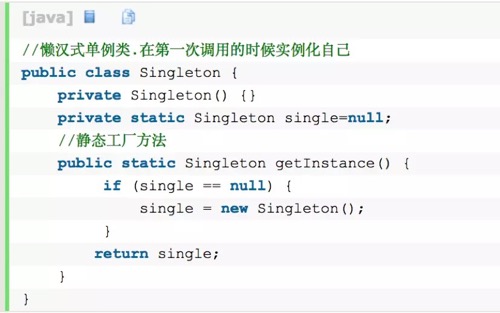 [java]
//懒汉式单例类.在第一次调用的时候实例化自己
public class Singleton {
    private Singleton() {}
    private static Singleton single=null;
    //静态工厂方法
    public static Singleton getInstance() {
         if (single == null) {
             single = new Singleton();
         }
        return single;
    }
}